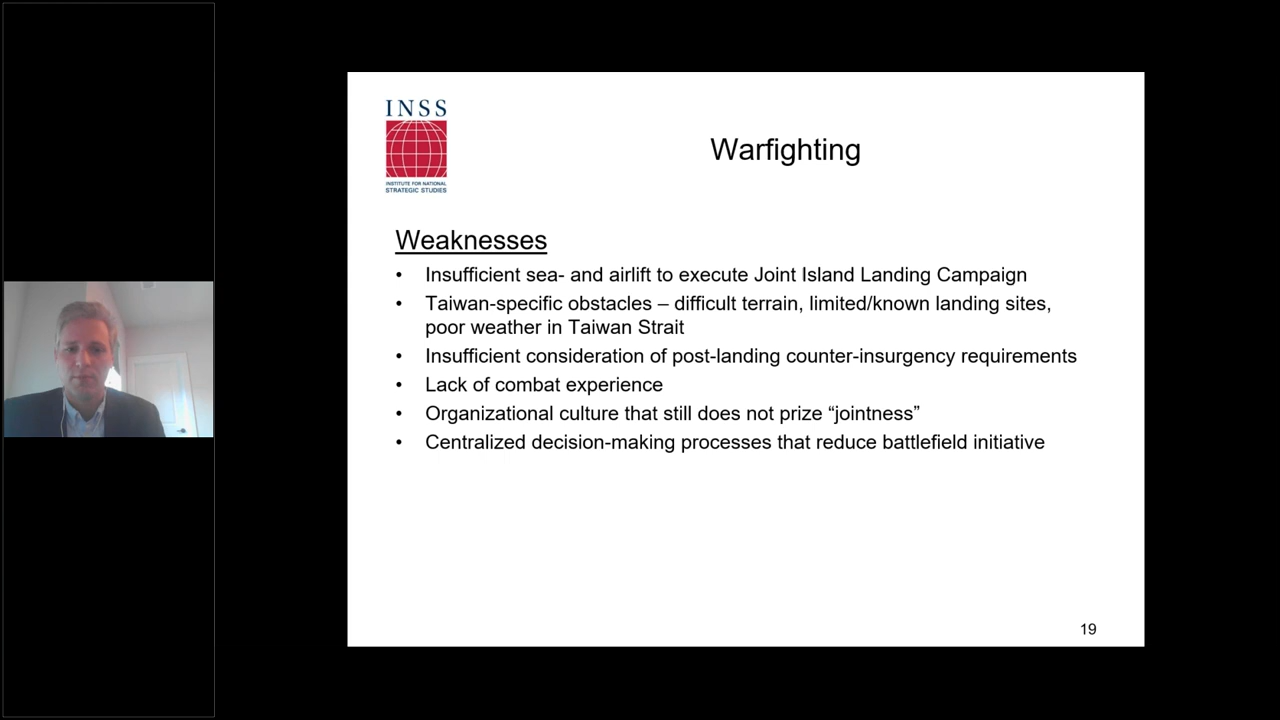 INSS
INSTITUTE FOR NATIONAL
STRATEGIC STUDIES
Warfighting
Weaknesses
• Insufficient sea- and airlift to execute Joint Island Landing Campaign
• Taiwan-specific obstacles – difficult terrain, limited/known landing sites,
poor weather in Taiwan Strait
• Insufficient consideration of post-landing counter-insurgency requirements
• Lack of combat experience
• Organizational culture that still does not prize “jointness”
• Centralized decision-making processes that reduce battlefield initiative
19